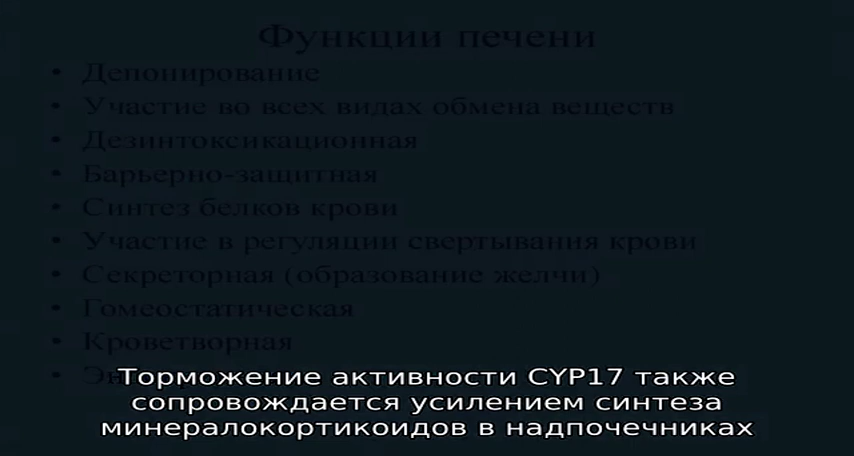 Функции печени
• Депонирование
• Участие во всех видах обмена веществ
• Дезинтоксикационная
• Барьерно-защитная
• Синтез белков крови
• Участие в регуляции свертывания крови
• Секреторная (образование желчи)
• Гомеостатическая
• Кроветворная
Торможение активности CYP17 также
сопровождается усилением синтеза
минералокортикоидов в надпочечниках